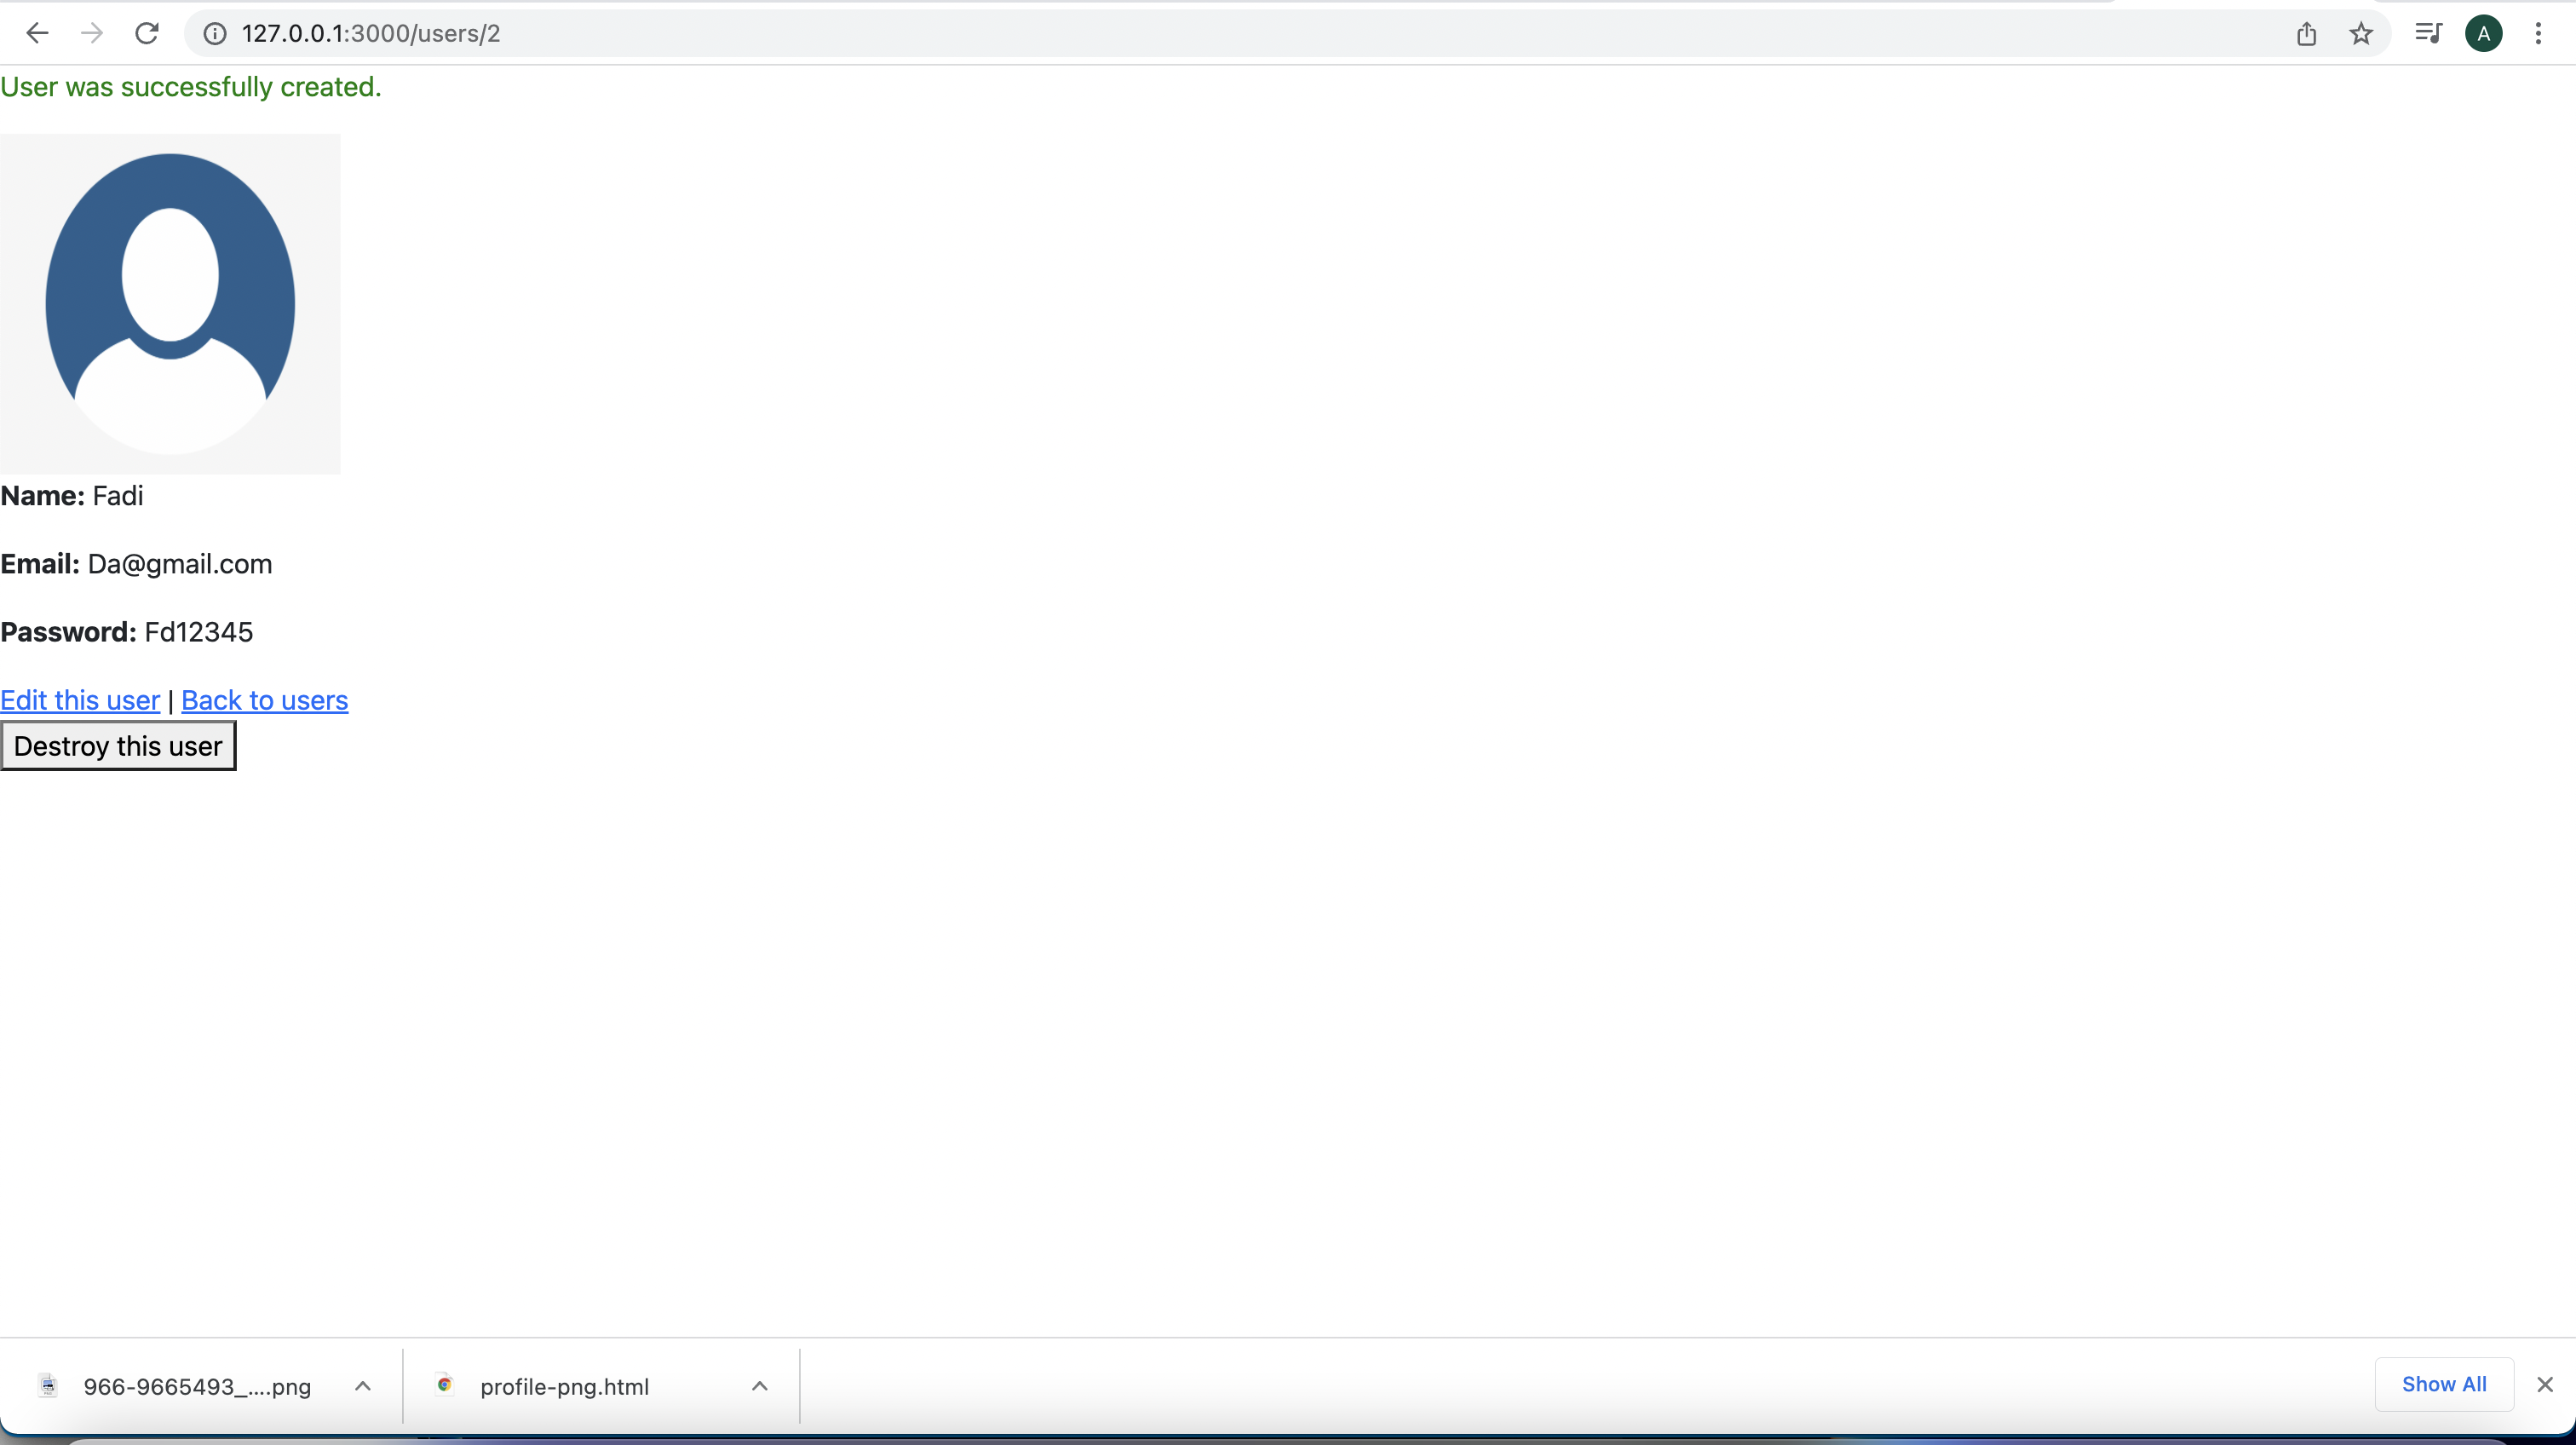 127.0.0.1:3000/users/2
A
User was successfully created.
Name: Fadi
Email: Da@gmail.com
Password: Fd12345
Edit this user | Back to users
Destroy this user
966-9665493_....png
profile-png.html
Show All